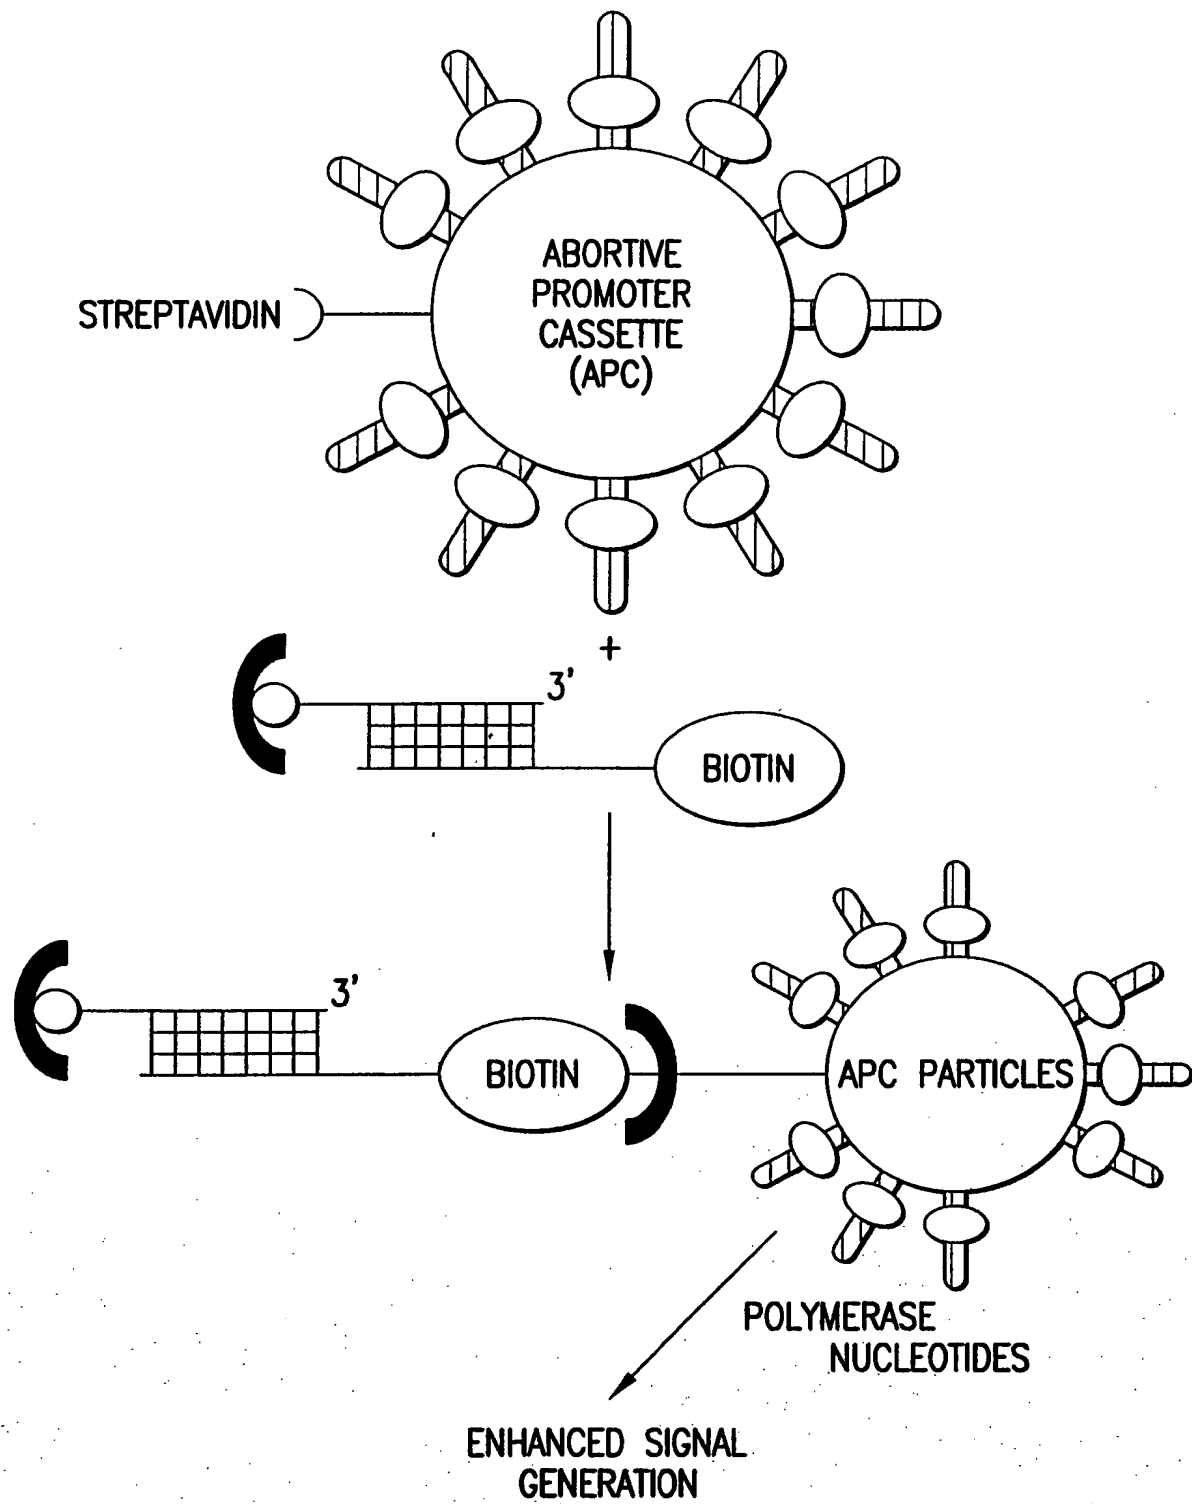 ABORTIVE
PROMOTER
CASSETTE
(APC)
STREPTAVIDIN
+
3'
BIOTIN
3'
BIOTIN
APC PARTICLES
POLYMERASE
NUCLEOTIDES
ENHANCED SIGNAL
GENERATION